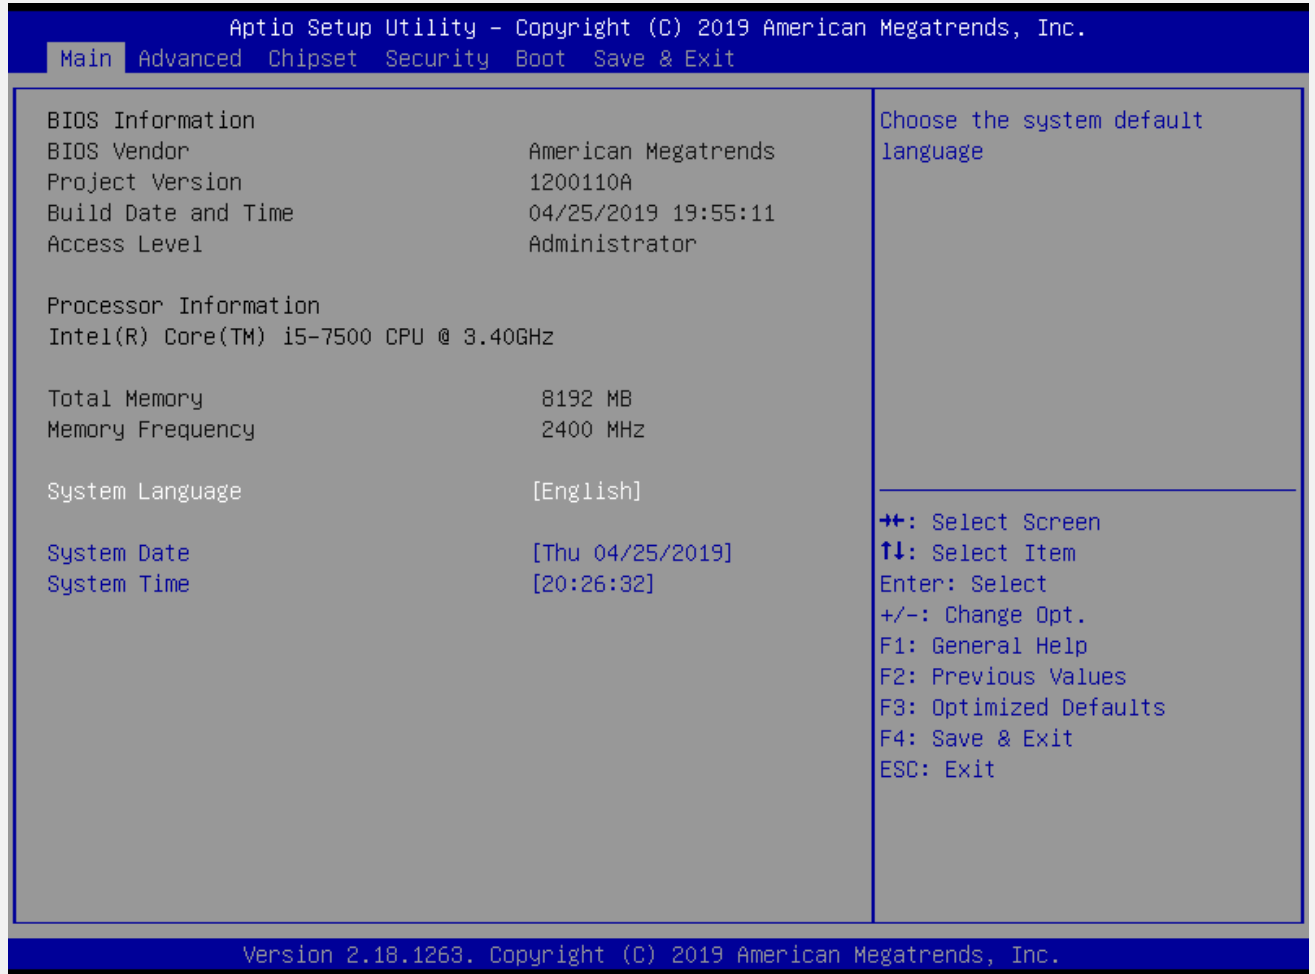 Aptio Setup Utility – Copyright (C) 2019 American Megatrends, Inc.
Main Advanced Chipset Security Boot Save & Exit
BIOS Information
BIOS Vendor American Megatrends
Project Version 1200110A
Build Date and Time 04/25/2019 19:55:11
Access Level Administrator
Processor Information
Intel(R) Core(TM) i5-7500 CPU @ 3.40GHz
Total Memory 8192 MB
Memory Frequency 2400 MHz
System Language [English]
System Date [Thu 04/25/2019]
System Time [20:26:32]
Choose the system default
language
→←: Select Screen
↑↓: Select Item
Enter: Select
+/-: Change Opt.
F1: General Help
F2: Previous Values
F3: Optimized Defaults
F4: Save & Exit
ESC: Exit
Version 2.18.1263. Copyright (C) 2019 American Megatrends, Inc.